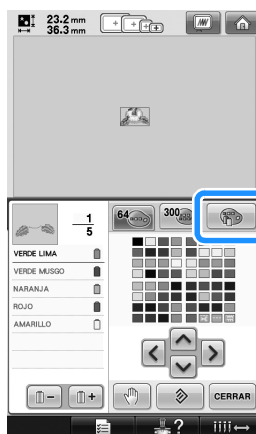 23.2 mm
36.3 mm
1
5
64
300
VERDE LIMA
VERDE MUSGO
NARANJA
ROJO
AMARILLO
CERRAR
?